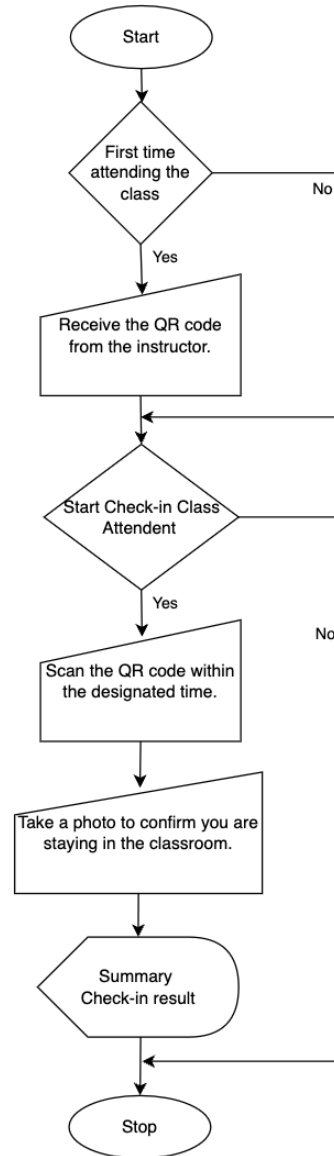 Start
First time
attending the
class
No
Yes
Receive the QR code
from the instructor.
Start Check-in Class
Attendent
Yes
No
Scan the QR code within
the designated time.
Take a photo to confirm you are
staying in the classroom.
Summary
Check-in result
Stop